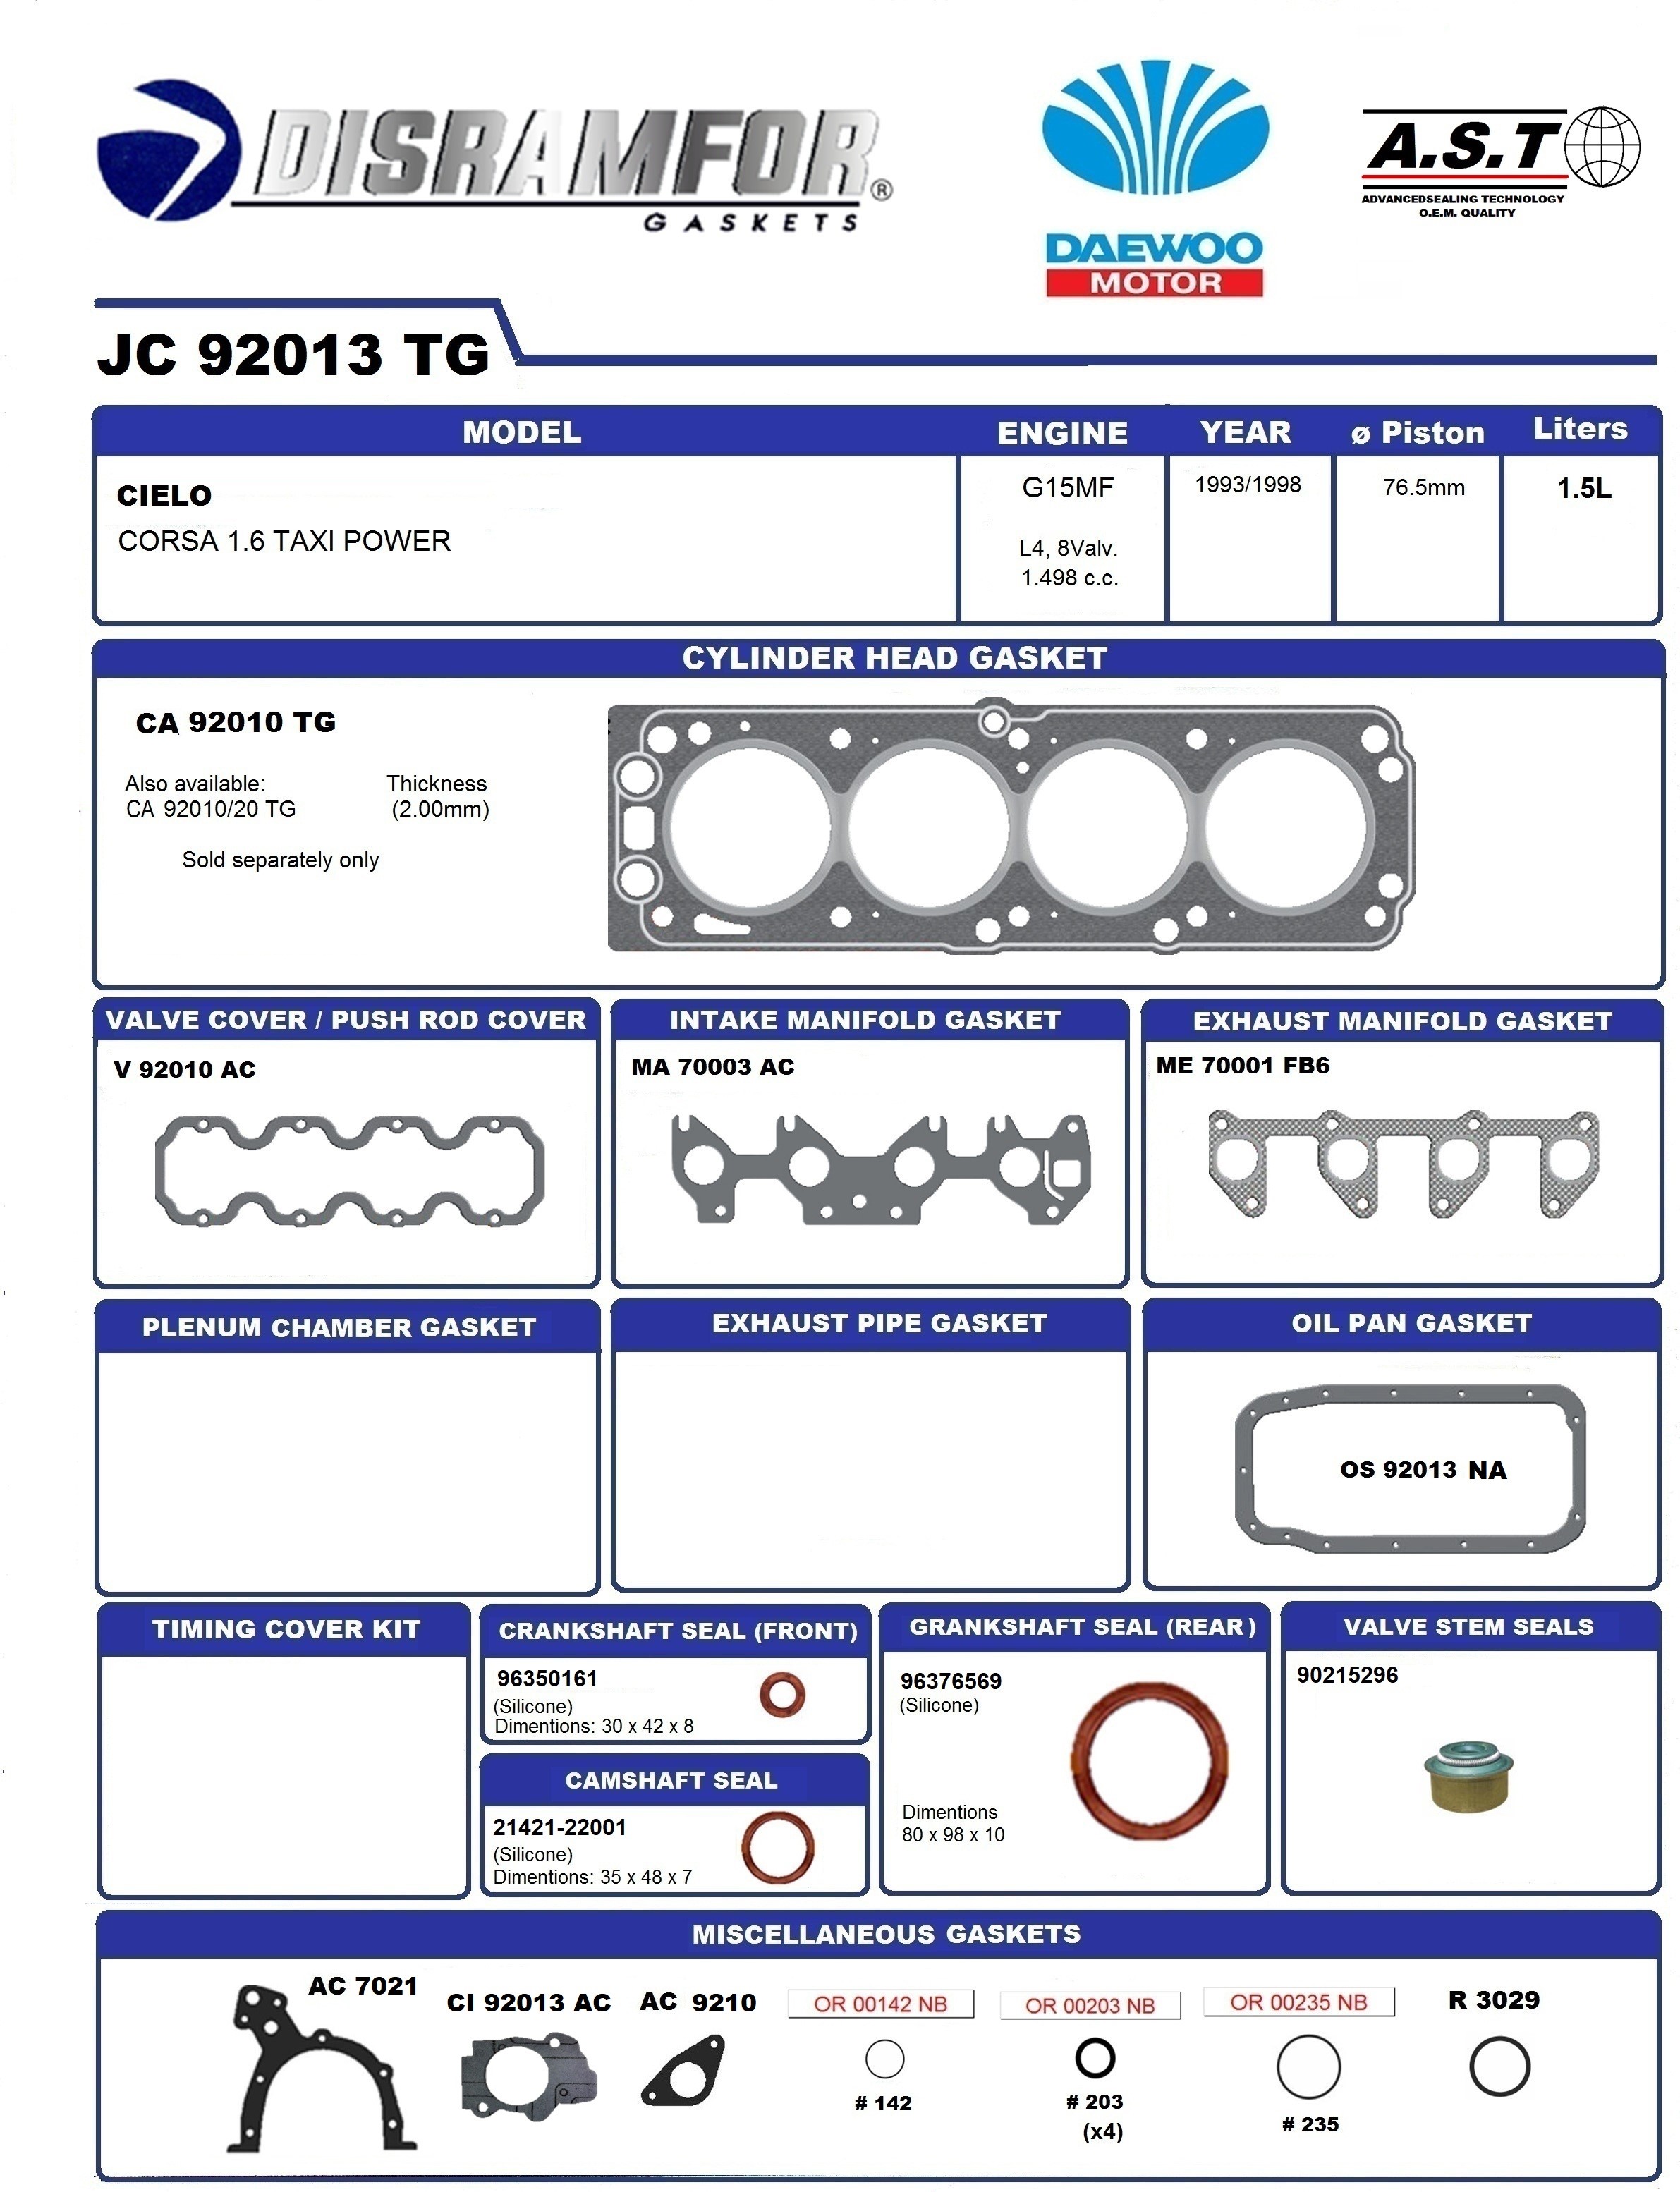 DISRAMFOR®
GASKETS
DAEWOO
MOTOR
A.S.T
ADVANCEDSEALING TECHNOLOGY
O.E.M. QUALITY
JC 92013 TG
MODEL ENGINE YEAR ø Piston Liters
CIELO G15MF 1993/1998 76.5mm 1.5L
CORSA 1.6 TAXI POWER L4, 8Valv.
1.498 c.c.
CYLINDER HEAD GASKET
CA 92010 TG
Also available: Thickness
CA 92010/20 TG (2.00mm)
Sold separately only
VALVE COVER / PUSH ROD COVER
V 92010 AC
INTAKE MANIFOLD GASKET
MA 70003 AC
EXHAUST MANIFOLD GASKET
ME 70001 FB6
PLENUM CHAMBER GASKET
EXHAUST PIPE GASKET
OIL PAN GASKET
OS 92013 NA
TIMING COVER KIT
CRANKSHAFT SEAL (FRONT)
96350161
(Silicone)
Dimentions: 30 x 42 x 8
CAMSHAFT SEAL
21421-22001
(Silicone)
Dimentions: 35 x 48 x 7
GRANKSHAFT SEAL (REAR)
96376569
(Silicone)
Dimentions
80 x 98 x 10
VALVE STEM SEALS
90215296
MISCELLANEOUS GASKETS
AC 7021
CI 92013 AC
AC 9210
OR 00142 NB
# 142
OR 00203 NB
# 203
(x4)
OR 00235 NB
# 235
R 3029